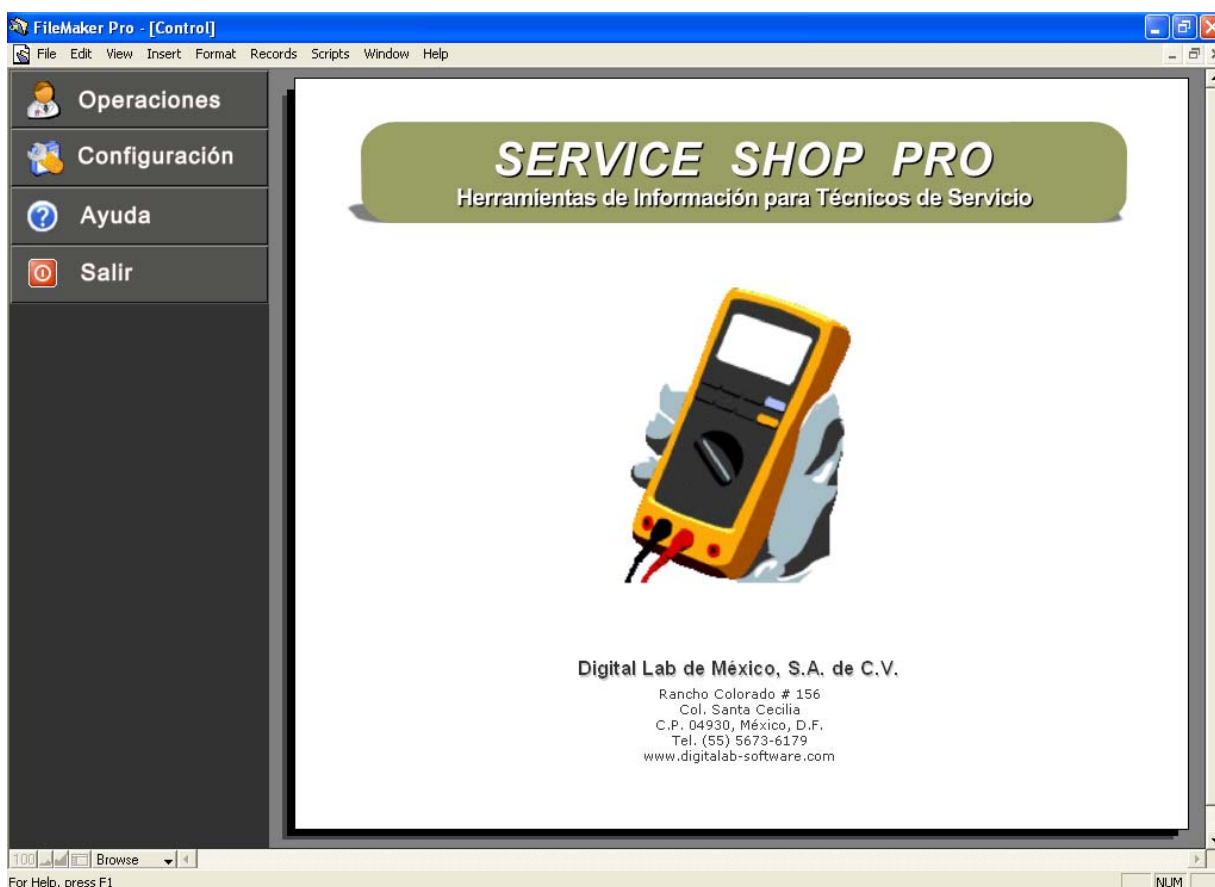 FileMaker Pro - [Control]
File Edit View Insert Format Records Scripts Window Help
Operaciones
Configuración
Ayuda
Salir
SERVICE SHOP PRO
Herramientas de Información para Técnicos de Servicio
Digital Lab de México, S.A. de C.V.
Rancho Colorado # 156
Col. Santa Cecilia
C.P. 04930, México, D.F.
Tel. (55) 5673-6179
www.digitalab-software.com
100 Browse
For Help, press F1 NUM